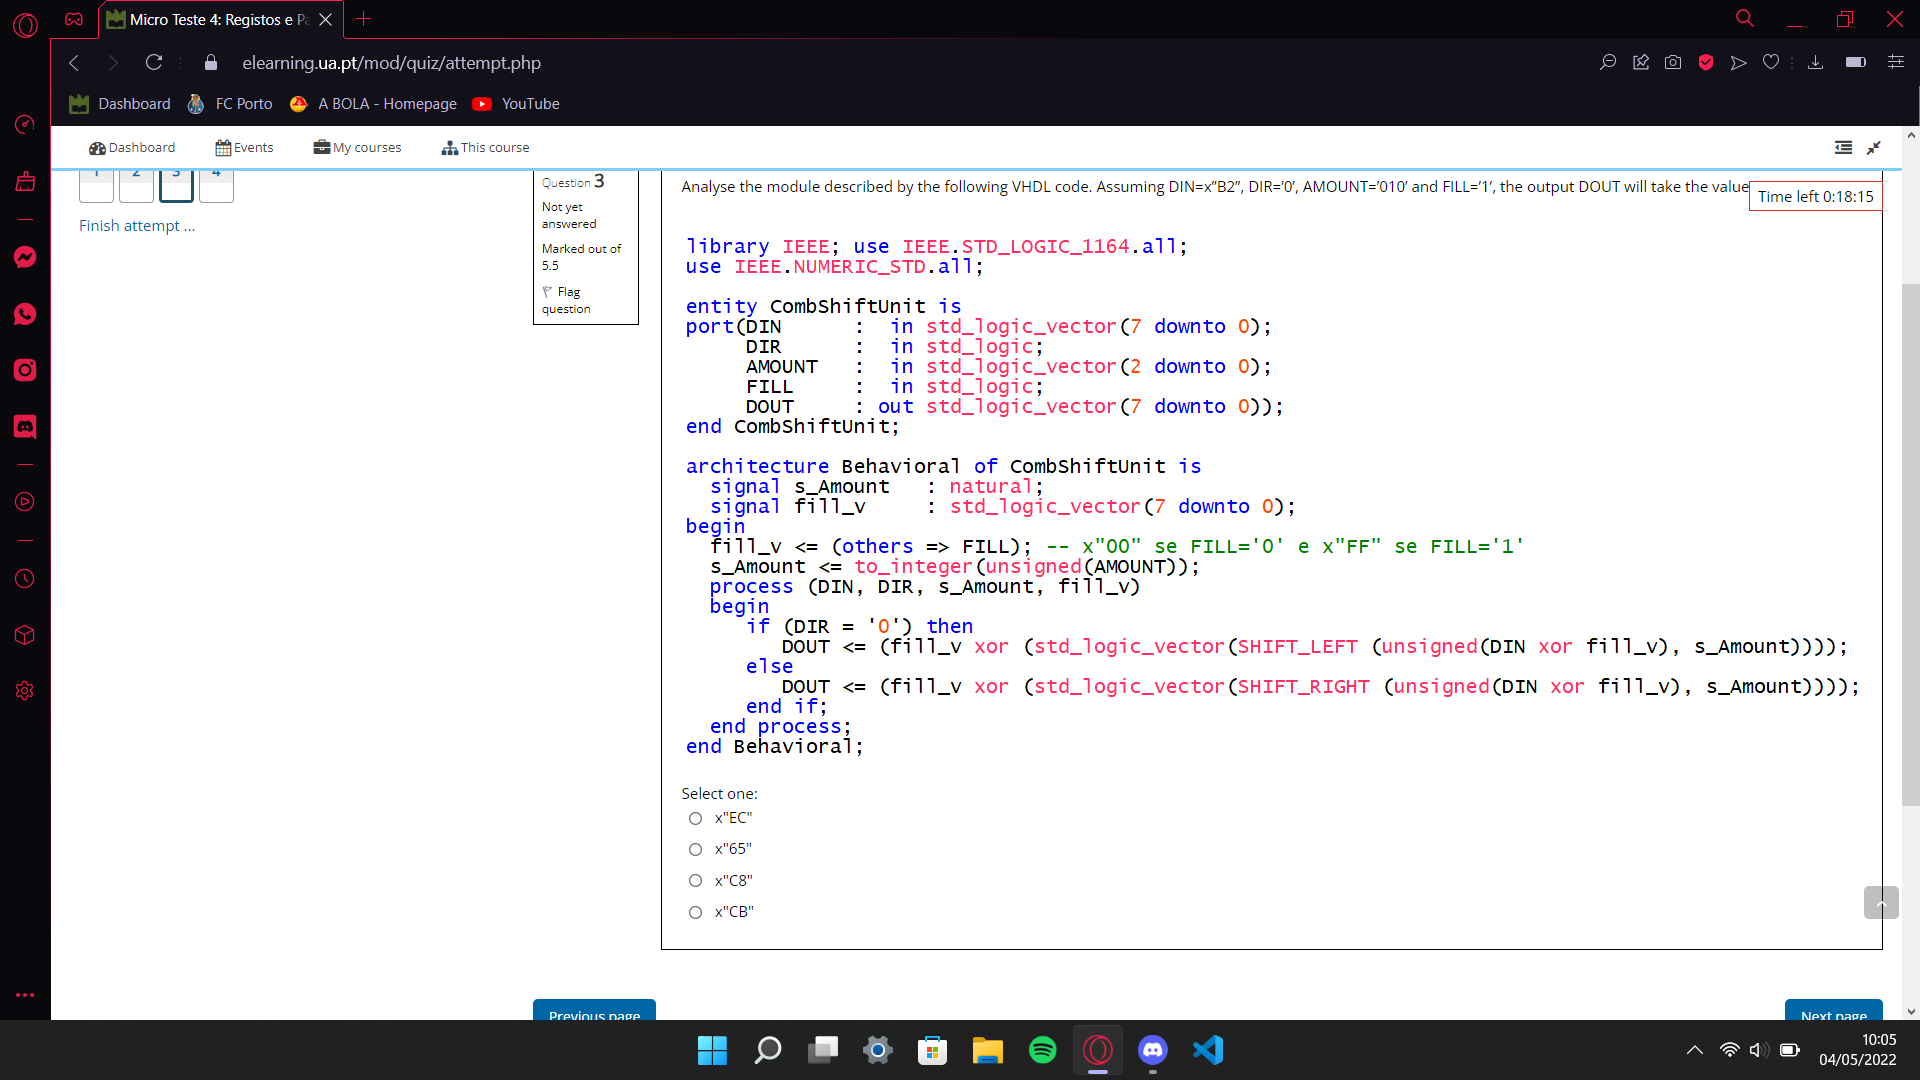 Micro Teste 4: Registos e Pa
elearning.ua.pt/mod/quiz/attempt.php
Dashboard FC Porto A BOLA - Homepage YouTube
Dashboard Events My courses This course
1 2 3 4
Finish attempt ...
Question 3
Not yet
answered
Marked out of
5.5
Flag
question
Analyse the module described by the following VHDL code. Assuming DIN=x”B2”, DIR=’0’, AMOUNT=’010’ and FILL=’1’, the output DOUT will take the value
Time left 0:18:15
library IEEE; use IEEE.STD_LOGIC_1164.all;
use IEEE.NUMERIC_STD.all;
entity CombShiftUnit is
port(DIN : in std_logic_vector(7 downto 0);
DIR : in std_logic;
AMOUNT : in std_logic_vector(2 downto 0);
FILL : in std_logic;
DOUT : out std_logic_vector(7 downto 0));
end CombShiftUnit;
architecture Behavioral of CombShiftUnit is
signal s_Amount : natural;
signal fill_v : std_logic_vector(7 downto 0);
begin
fill_v <= (others => FILL); -- x"00" se FILL='0' e x"FF" se FILL='1'
s_Amount <= to_integer(unsigned(AMOUNT));
process (DIN, DIR, s_Amount, fill_v)
begin
if (DIR = '0') then
DOUT <= (fill_v xor (std_logic_vector(SHIFT_LEFT (unsigned(DIN xor fill_v), s_Amount))));
else
DOUT <= (fill_v xor (std_logic_vector(SHIFT_RIGHT (unsigned(DIN xor fill_v), s_Amount))));
end if;
end process;
end Behavioral;
Select one:
x"EC"
x"65"
x"C8"
x"CB"
Previous page
Next page
10:05
04/05/2022